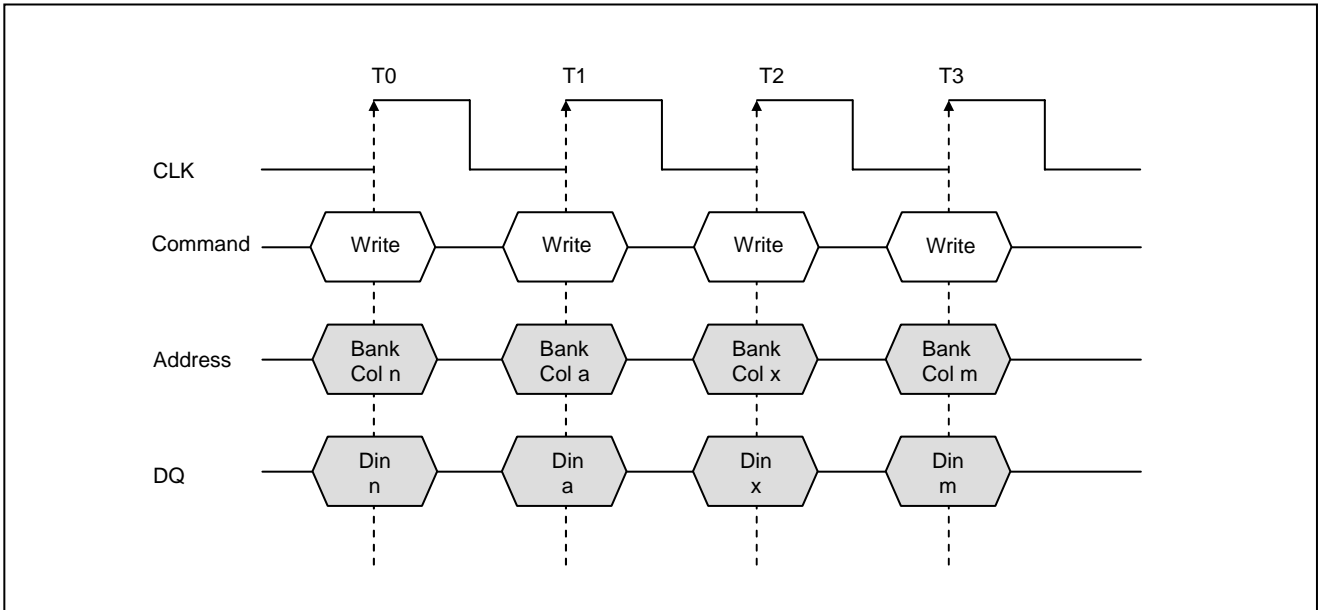 T0 T1 T2 T3
CLK
Command Write Write Write Write
Address Bank Bank Bank Bank
Col n Col a Col x Col m
DQ Din Din Din Din
n a x m